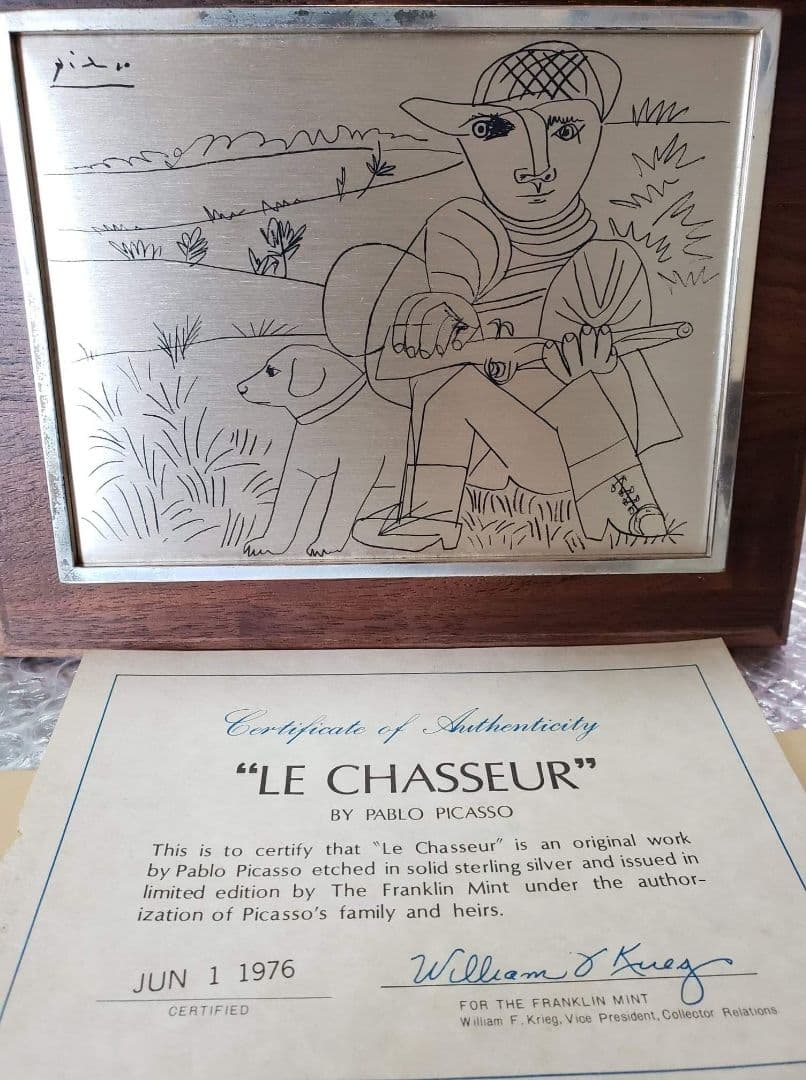 Picasso
Certificate of Authenticity
“LE CHASSEUR”
BY PABLO PICASSO
This is to certify that "Le Chasseur" is an original work
by Pablo Picasso etched in solid sterling silver and issued in
limited edition by The Franklin Mint under the author-
ization of Picasso's family and heirs.
JUN 1 1976
CERTIFIED
William F Krieg
FOR THE FRANKLIN MINT
William F. Krieg, Vice President, Collector Relations